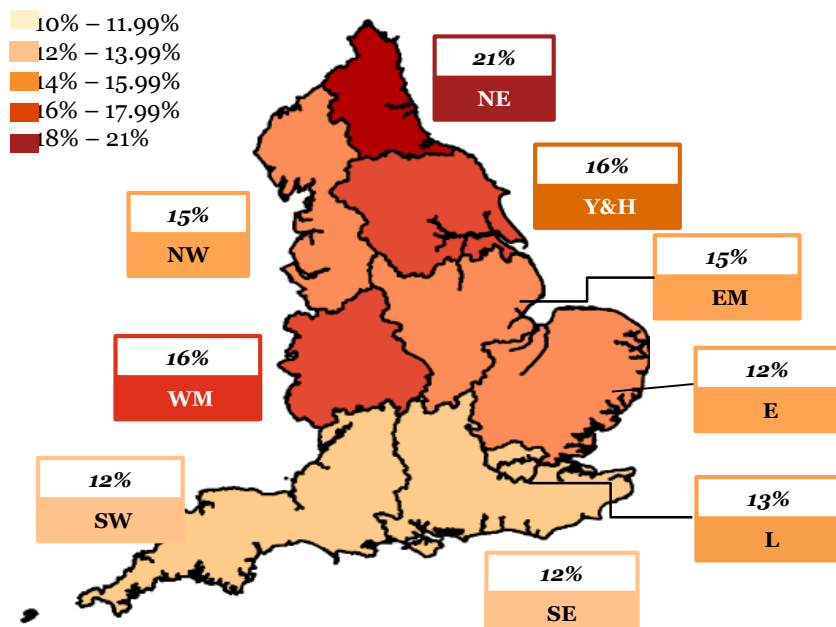 10% – 11.99%
12% – 13.99%
14% – 15.99%
16% – 17.99%
18% – 21%
21%
NE
16%
Y&H
15%
NW
15%
EM
16%
WM
12%
E
12%
SW
13%
L
12%
SE